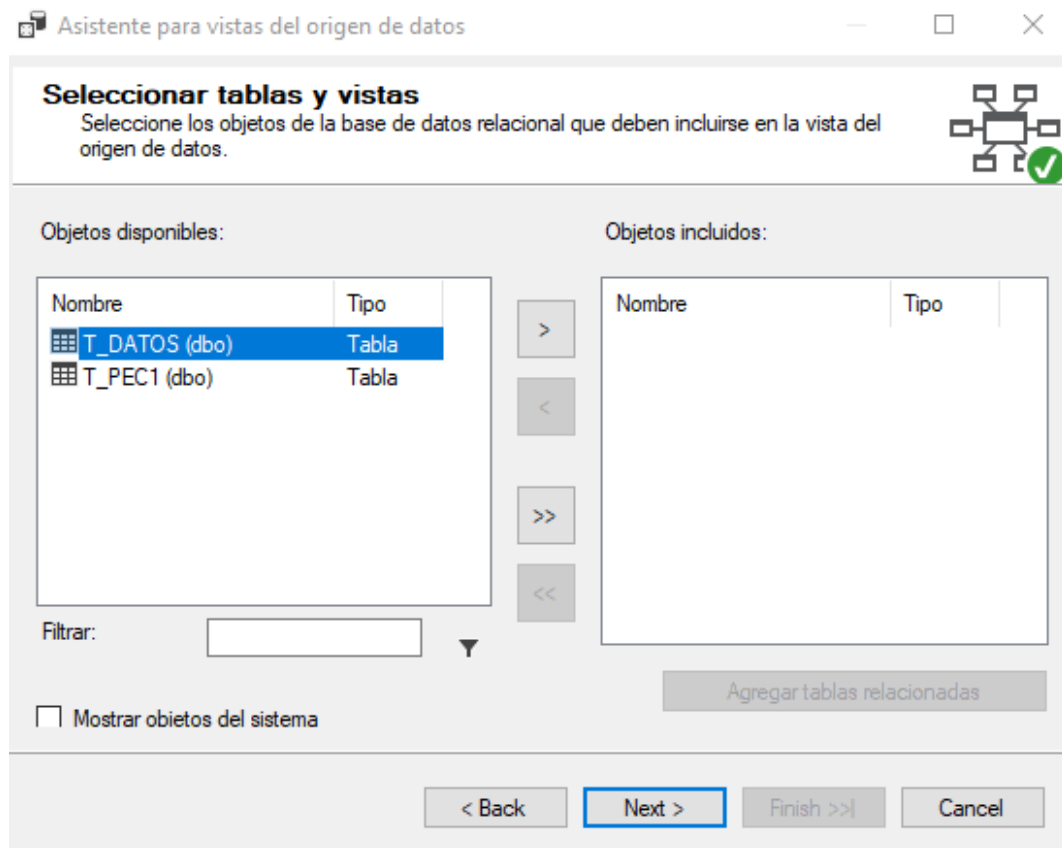 Asistente para vistas del origen de datos
Seleccionar tablas y vistas
Seleccione los objetos de la base de datos relacional que deben incluirse en la vista del
origen de datos.
Objetos disponibles:
Objetos incluidos:
Nombre Tipo
T_DATOS (dbo) Tabla
T_PEC1 (dbo) Tabla
Nombre Tipo
>
<
>>
<<
Filtrar:
Agregar tablas relacionadas
Mostrar objetos del sistema
< Back
Next >
Finish >>|
Cancel